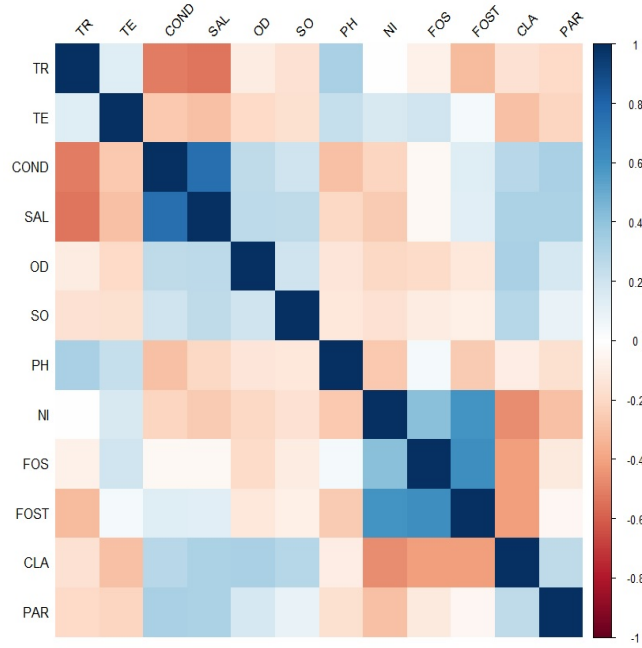 TR TE COND SAL OD SO PH NI FOS FOST CLA PAR
TR
TE
COND
SAL
OD
SO
PH
NI
FOS
FOST
CLA
PAR
1
0.8
0.6
0.4
0.2
0
-0.2
-0.4
-0.6
-0.8
-1